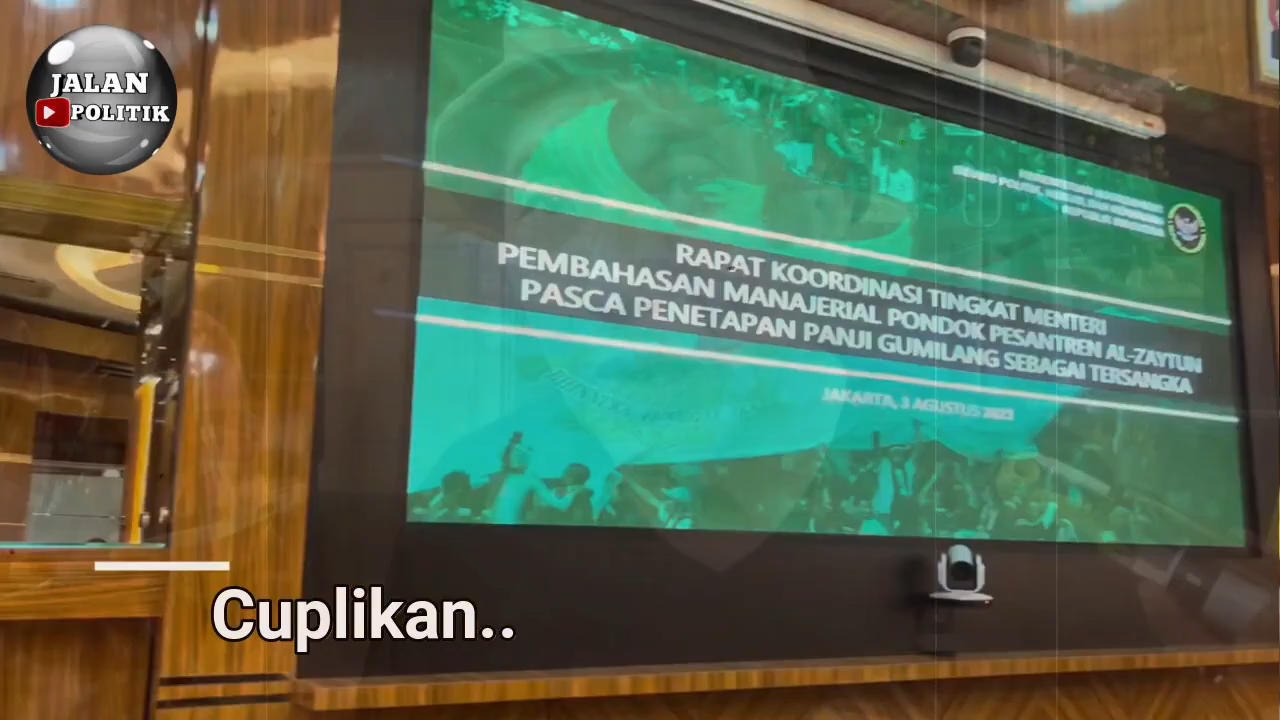 JALAN
POLITIK
RAPAT KOORDINASI TINGKAT MENTERI
PEMBAHASAN MANAJERIAL PONDOK PESANTREN AL-ZAYTUN
PASCA PENETAPAN PANJI GUMILANG SEBAGAI TERSANGKA
JAKARTA, 3 AGUSTUS 2023
Cuplikan..